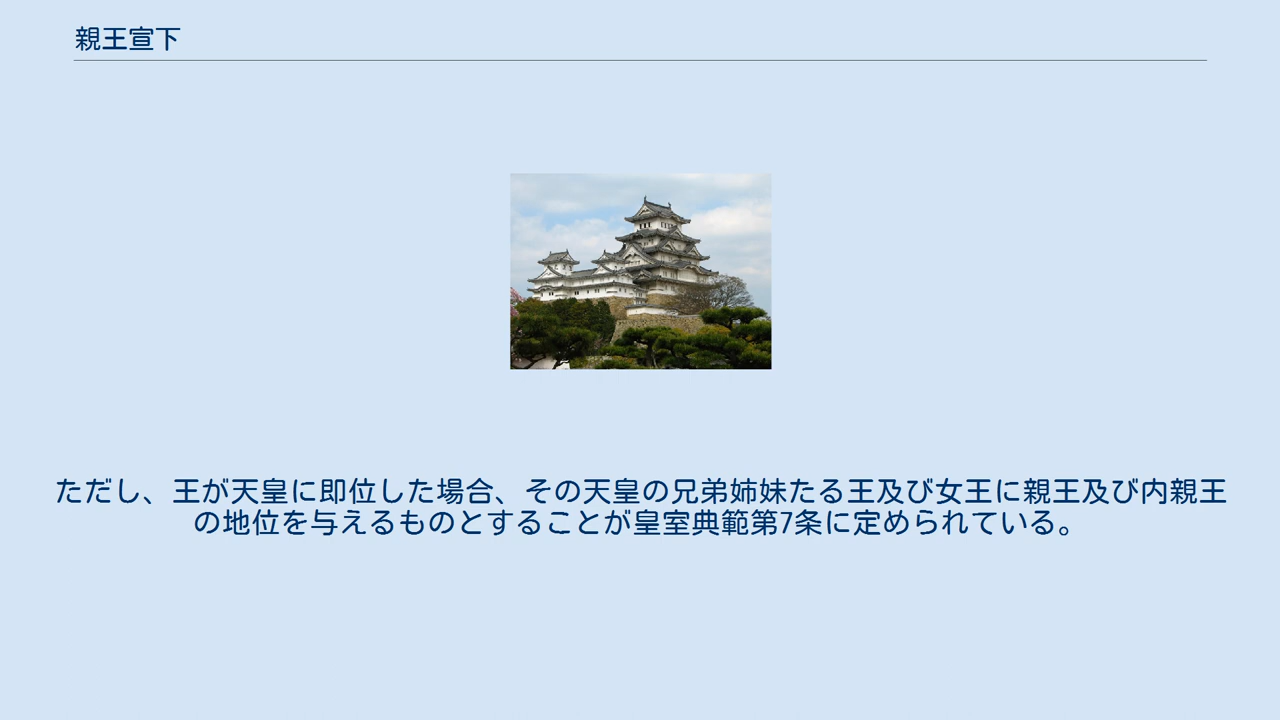 親王宣下
ただし、王が天皇に即位した場合、その天皇の兄弟姉妹たる王及び女王に親王及び内親王
の地位を与えるものとすることが皇室典範第7条に定められている。